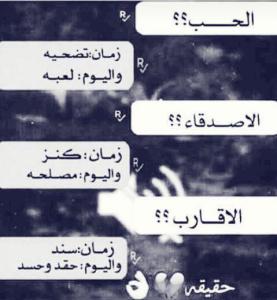 الحب؟؟
زمان:تضحيه
واليوم: لعبه
الاصدقاء؟؟
زمان: كنز
واليوم: مصلحه
الاقارب؟؟
زمان: سند
واليوم: حقد وحسد
حقيقه